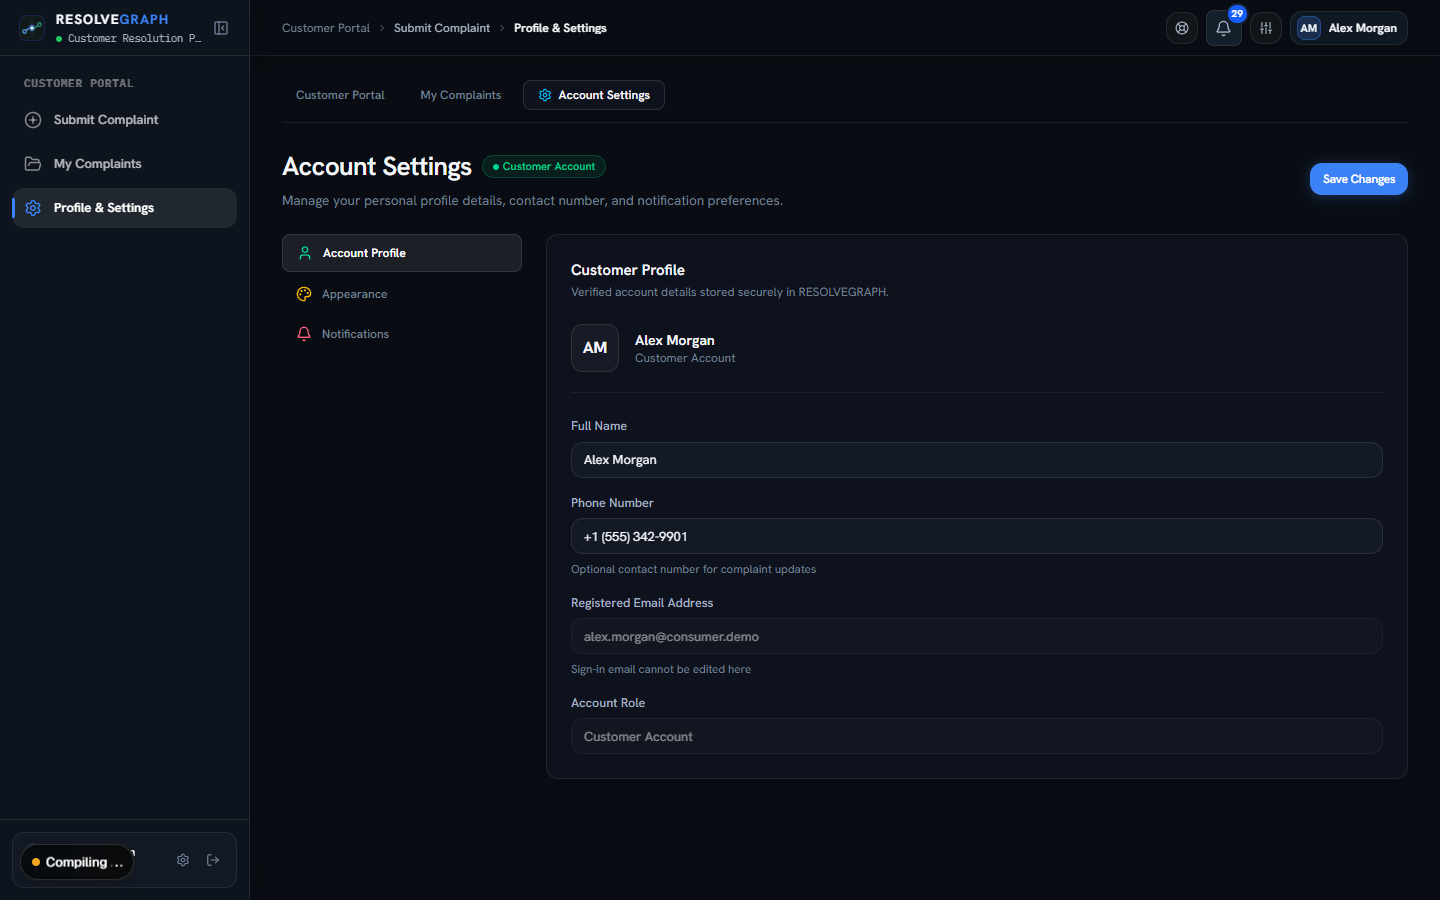 RESOLVEGRAPH
Customer Resolution P...
Customer Portal > Submit Complaint > Profile & Settings
29
AM Alex Morgan
CUSTOMER PORTAL
Submit Complaint
My Complaints
Profile & Settings
Customer Portal
My Complaints
Account Settings
Account Settings
Customer Account
Manage your personal profile details, contact number, and notification preferences.
Save Changes
Account Profile
Appearance
Notifications
Customer Profile
Verified account details stored securely in RESOLVEGRAPH.
AM
Alex Morgan
Customer Account
Full Name
Alex Morgan
Phone Number
+1 (555) 342-9901
Optional contact number for complaint updates
Registered Email Address
alex.morgan@consumer.demo
Sign-in email cannot be edited here
Account Role
Customer Account
Compiling ...